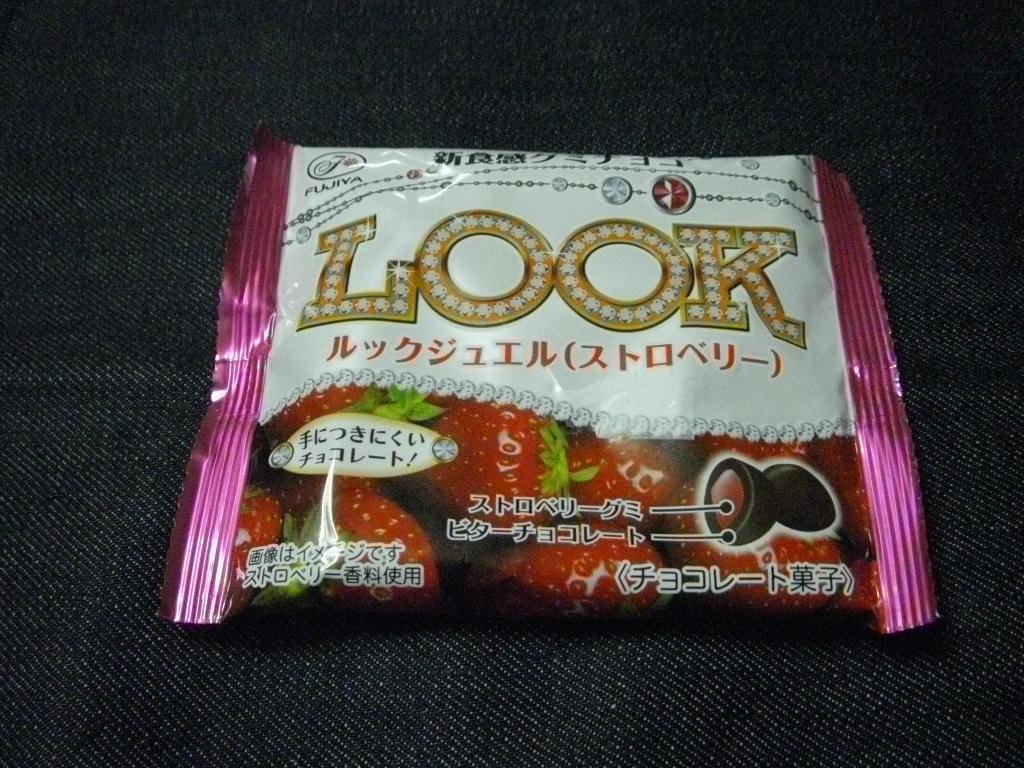 FUJIYA
新食感グミチョコ
LOOK
ルックジュエル(ストロベリー)
手につきにくい
チョコレート!
ストロベリーグミ
ビターチョコレート
画像はイメージです
ストロベリー香料使用
〈チョコレート菓子〉